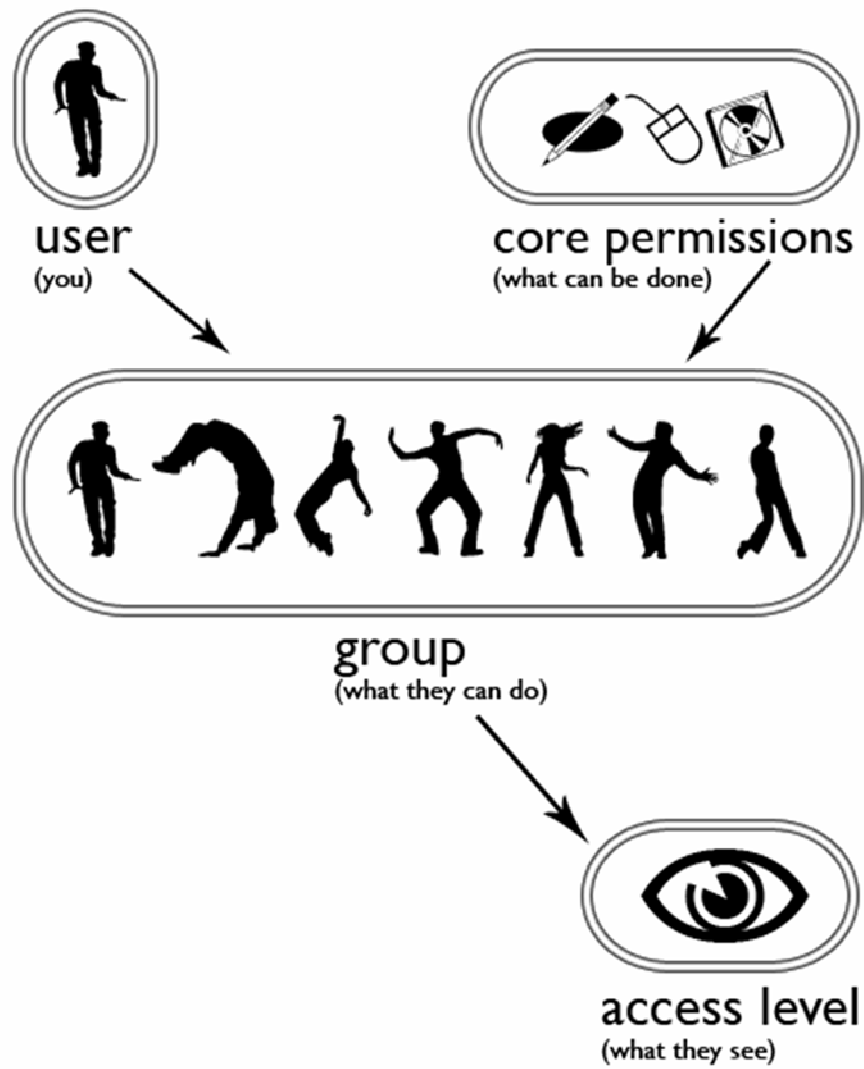 user
(you)
core permissions
(what can be done)
group
(what they can do)
access level
(what they see)